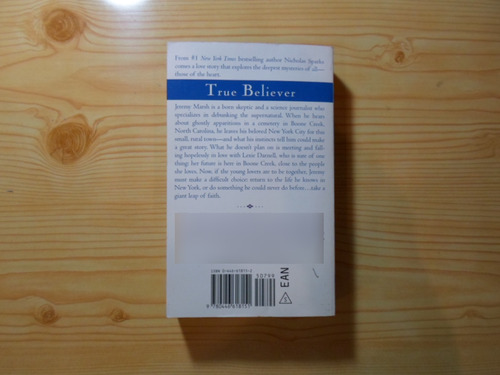 From #1 New York Times bestselling author Nicholas Sparks
comes a love story that explores the deepest mysteries of all—
those of the heart.
True Believer
Jeremy Marsh is a born skeptic and a science journalist who
specializes in debunking the supernatural. When he hears
about ghostly apparitions in a cemetery in Boone Creek,
North Carolina, he leaves his beloved New York City for this
small, rural town—and what his instincts tell him could make
a great story. What he doesn't plan on is meeting and fall-
ing hopelessly in love with Lexie Darnell, who is sure of one
thing: her future is here in Boone Creek, close to the people
she loves. Now, if the young lovers are to be together, Jeremy
must make a difficult choice: return to the life he knows in
New York, or do something he could never do before...take a
giant leap of faith.
50799
EAN